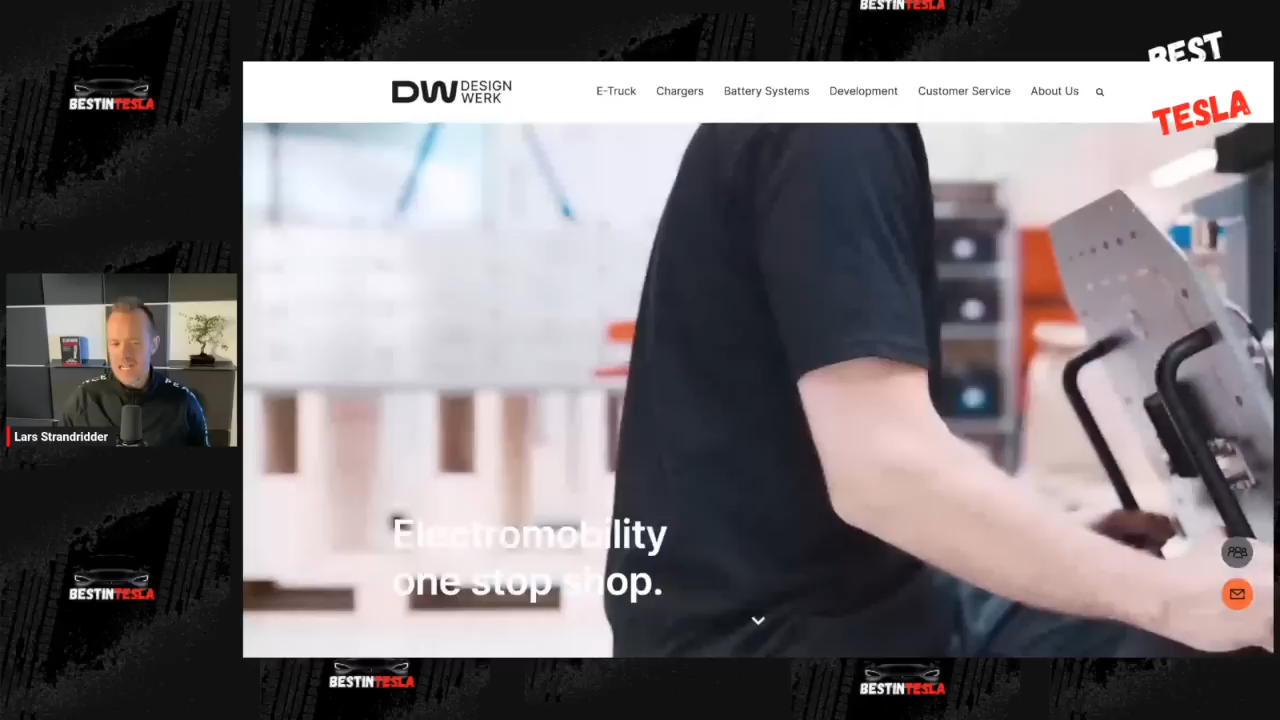 BESTINTESLA
BEST
TESLA
DW DESIGN
WERK
E-Truck Chargers Battery Systems Development Customer Service About Us
BESTINTESLA
Lars Strandridder
Electromobility
one stop shop.
BESTINTESLA
BESTINTESLA
BESTINTESLA